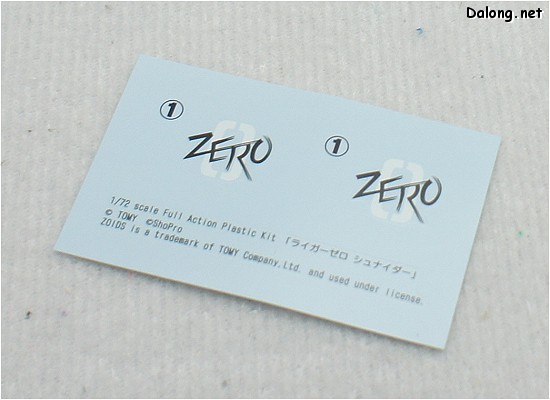 Dalong.net
① ①
ZERO ZERO
1/72 scale Full Action Plastic Kit 「ライガーゼロ シュナイダー」
© TOMY ©ShoPro
ZOIDS is a trademark of TOMY Company,Ltd. and used under license.